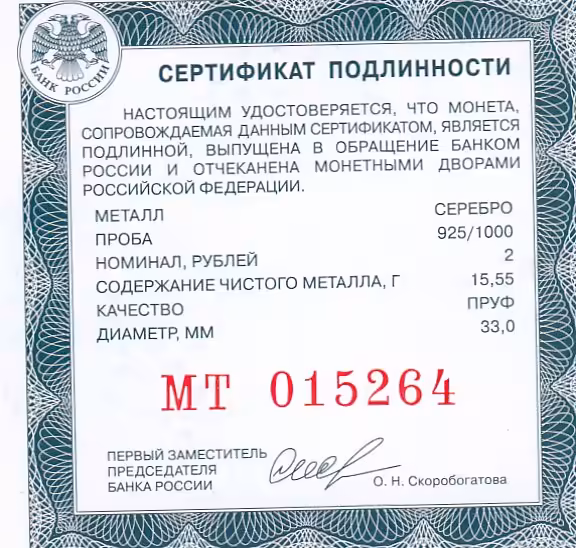 БАНК РОССИИ
СЕРТИФИКАТ ПОДЛИННОСТИ
НАСТОЯЩИМ УДОСТОВЕРЯЕТСЯ, ЧТО МОНЕТА,
СОПРОВОЖДАЕМАЯ ДАННЫМ СЕРТИФИКАТОМ, ЯВЛЯЕТСЯ
ПОДЛИННОЙ, ВЫПУЩЕНА В ОБРАЩЕНИЕ БАНКОМ
РОССИИ И ОТЧЕКАНЕНА МОНЕТНЫМИ ДВОРАМИ
РОССИЙСКОЙ ФЕДЕРАЦИИ.
МЕТАЛЛ СЕРЕБРО
ПРОБА 925/1000
НОМИНАЛ, РУБЛЕЙ 2
СОДЕРЖАНИЕ ЧИСТОГО МЕТАЛЛА, Г 15,55
КАЧЕСТВО ПРУФ
ДИАМЕТР, ММ 33,0
МТ 015264
ПЕРВЫЙ ЗАМЕСТИТЕЛЬ
ПРЕДСЕДАТЕЛЯ
БАНКА РОССИИ О. Н. Скоробогатова